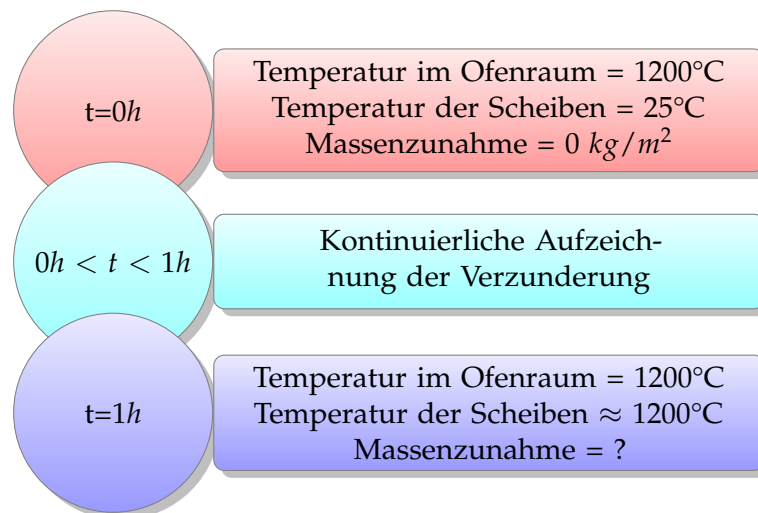 t=0h
Temperatur im Ofenraum = 1200°C
Temperatur der Scheiben = 25°C
Massenzunahme = 0 kg/m²
0h < t < 1h
Kontinuierliche Aufzeich-
nung der Verzunderung
t=1h
Temperatur im Ofenraum = 1200°C
Temperatur der Scheiben ≈ 1200°C
Massenzunahme = ?